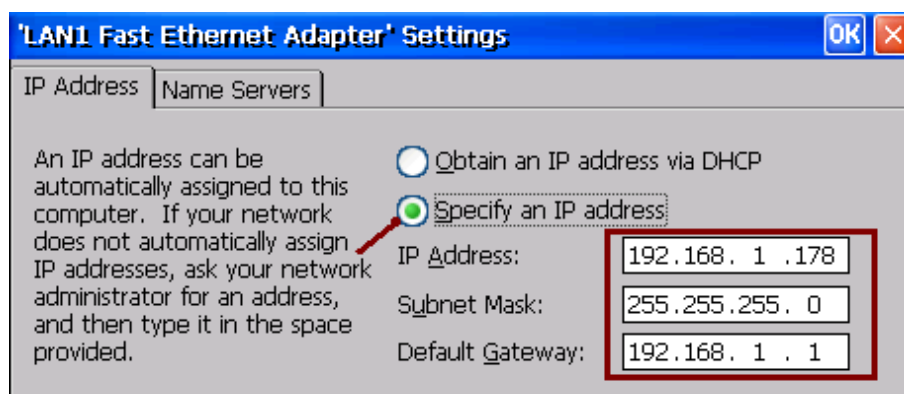 'LAN1 Fast Ethernet Adapter' Settings OK
IP Address Name Servers
An IP address can be
automatically assigned to this
computer. If your network
does not automatically assign
IP addresses, ask your network
administrator for an address,
and then type it in the space
provided.
Obtain an IP address via DHCP
Specify an IP address
IP Address: 192.168. 1 .178
Subnet Mask: 255.255.255. 0
Default Gateway: 192.168. 1 . 1